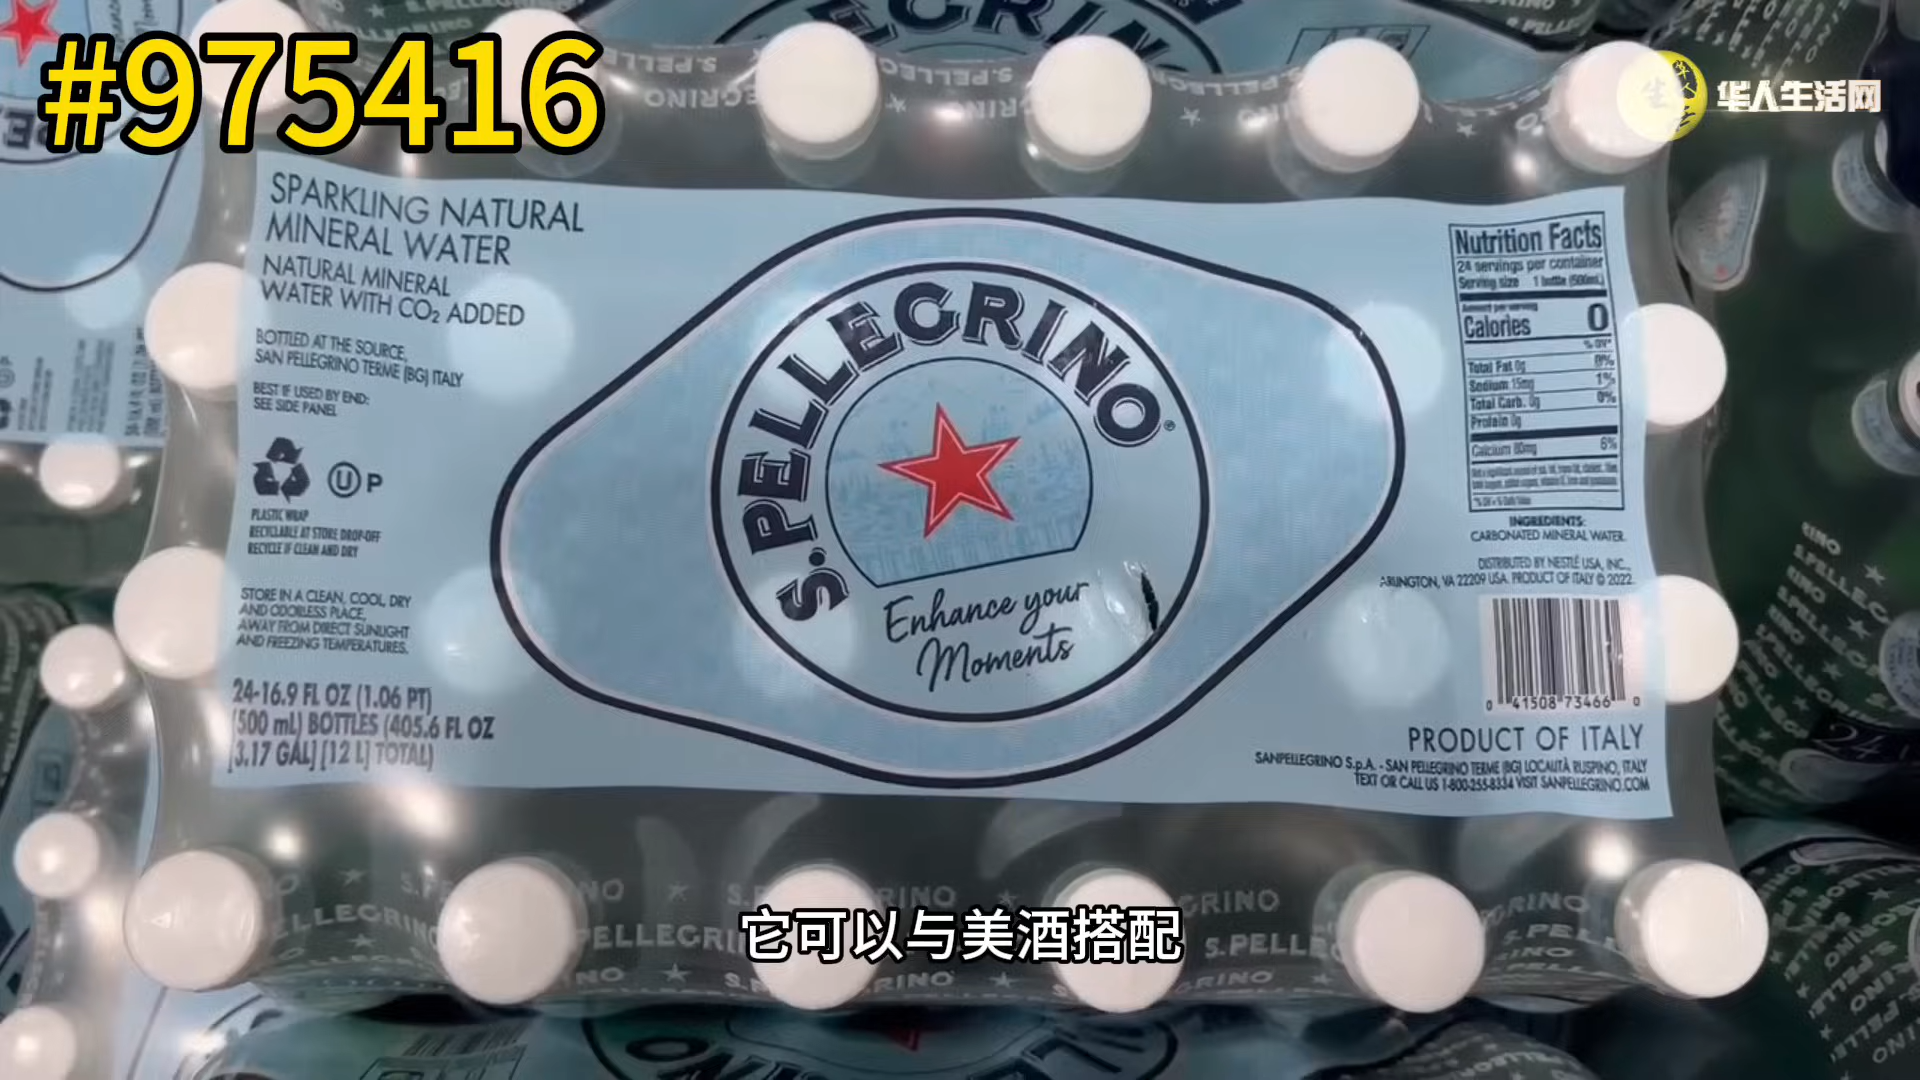 #975416
华人生活网
SPARKLING NATURAL
MINERAL WATER
NATURAL MINERAL
WATER WITH CO₂ ADDED
BOTTLED AT THE SOURCE,
SAN PELLEGRINO TERME (BG) ITALY
BEST IF USED BY END:
SEE SIDE PANEL
U P
PLASTIC WRAP
RECYCLABLE AT STORE DROP-OFF
RECYCLE IF CLEAN AND DRY
STORE IN A CLEAN, COOL, DRY
AND ODORLESS PLACE,
AWAY FROM DIRECT SUNLIGHT
AND FREEZING TEMPERATURES.
24-16.9 FL OZ (1.06 PT)
(500 mL) BOTTLES (405.6 FL OZ
[3.17 GAL] [12 L] TOTAL)
S.PELLEGRINO®
Enhance your
Moments
Nutrition Facts
24 servings per container
Serving size 1 bottle (500mL)
Amount per serving
Calories 0
% DV*
Total Fat 0g 0%
Sodium 15mg 1%
Total Carb. 0g 0%
Protein 0g
Calcium 80mg 6%
INGREDIENTS:
CARBONATED MINERAL WATER.
DISTRIBUTED BY NESTLÉ USA, INC.,
ARLINGTON, VA 22209 USA. PRODUCT OF ITALY © 2022
0 41508 73466 0
PRODUCT OF ITALY
SANPELLEGRINO S.p.A. - SAN PELLEGRINO TERME (BG) LOCALITÀ RUSPINO, ITALY
TEXT OR CALL US 1-800-255-8334 VISIT SANPELLEGRINO.COM
它可以与美酒搭配